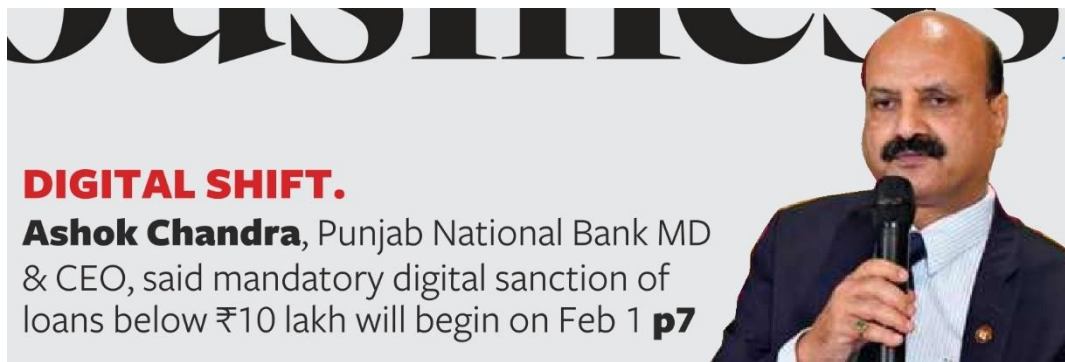 business
DIGITAL SHIFT.
Ashok Chandra, Punjab National Bank MD
& CEO, said mandatory digital sanction of
loans below ₹10 lakh will begin on Feb 1 p7